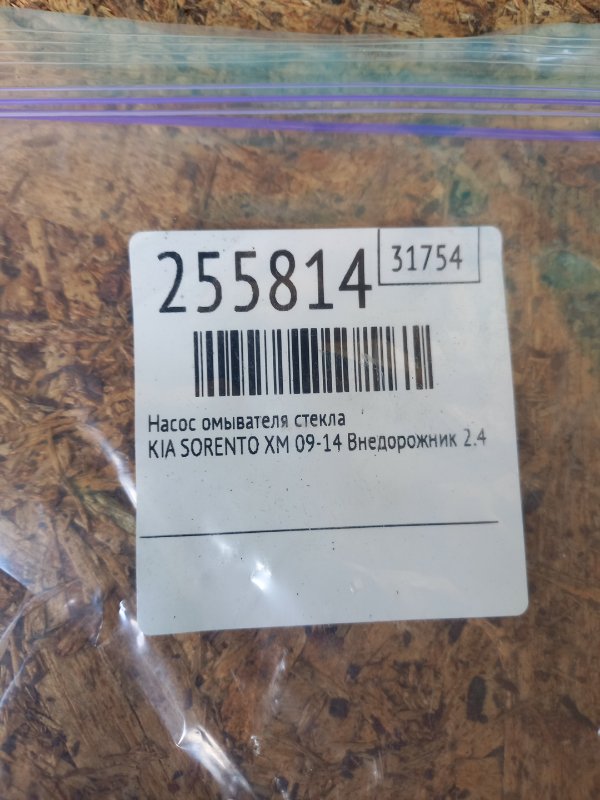 255814
31754
Насос омывателя стекла
KIA SORENTO XM 09-14 Внедорожник 2.4